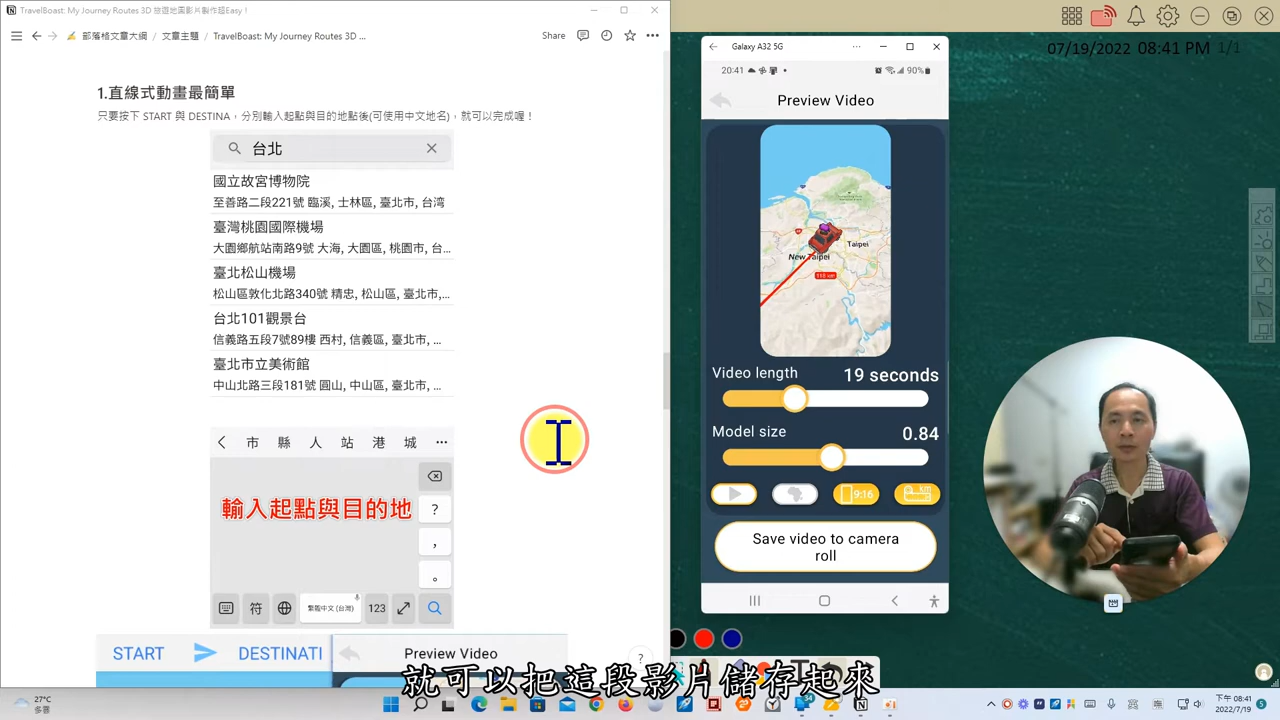 TravelBoast: My Journey Routes 3D 旅遊地圖影片製作超Easy！
部落格文章大綱 / 文章主題 / TravelBoast: My Journey Routes 3D ...
Share
1.直線式動畫最簡單
只要按下 START 與 DESTINA，分別輸入起點與目的地點後(可使用中文地名)，就可以完成喔！
台北
國立故宮博物院
至善路二段221號 臨溪, 士林區, 臺北市, 台湾
臺灣桃園國際機場
大園鄉航站南路9號 大海, 大園區, 桃園市, 台...
臺北松山機場
松山區敦化北路340號 精忠, 松山區, 臺北市,...
台北101觀景台
信義路五段7號89樓 西村, 信義區, 臺北市, ...
臺北市立美術館
中山北路三段181號 圓山, 中山區, 臺北市, ...
市 縣 人 站 港 城 ...
輸入起點與目的地
?
，
。
符
繁體中文 (台灣)
123
START
DESTINATI
Preview Video
?
Galaxy A32 5G
20:41
90%
Preview Video
Taipei
New Taipei
Video length
19 seconds
Model size
0.84
9:16
KM
Save video to camera
roll
07/19/2022 08:41 PM 1/1
就可以把這段影片儲存起來
27°C
多雲
下午 08:41
2022/7/19